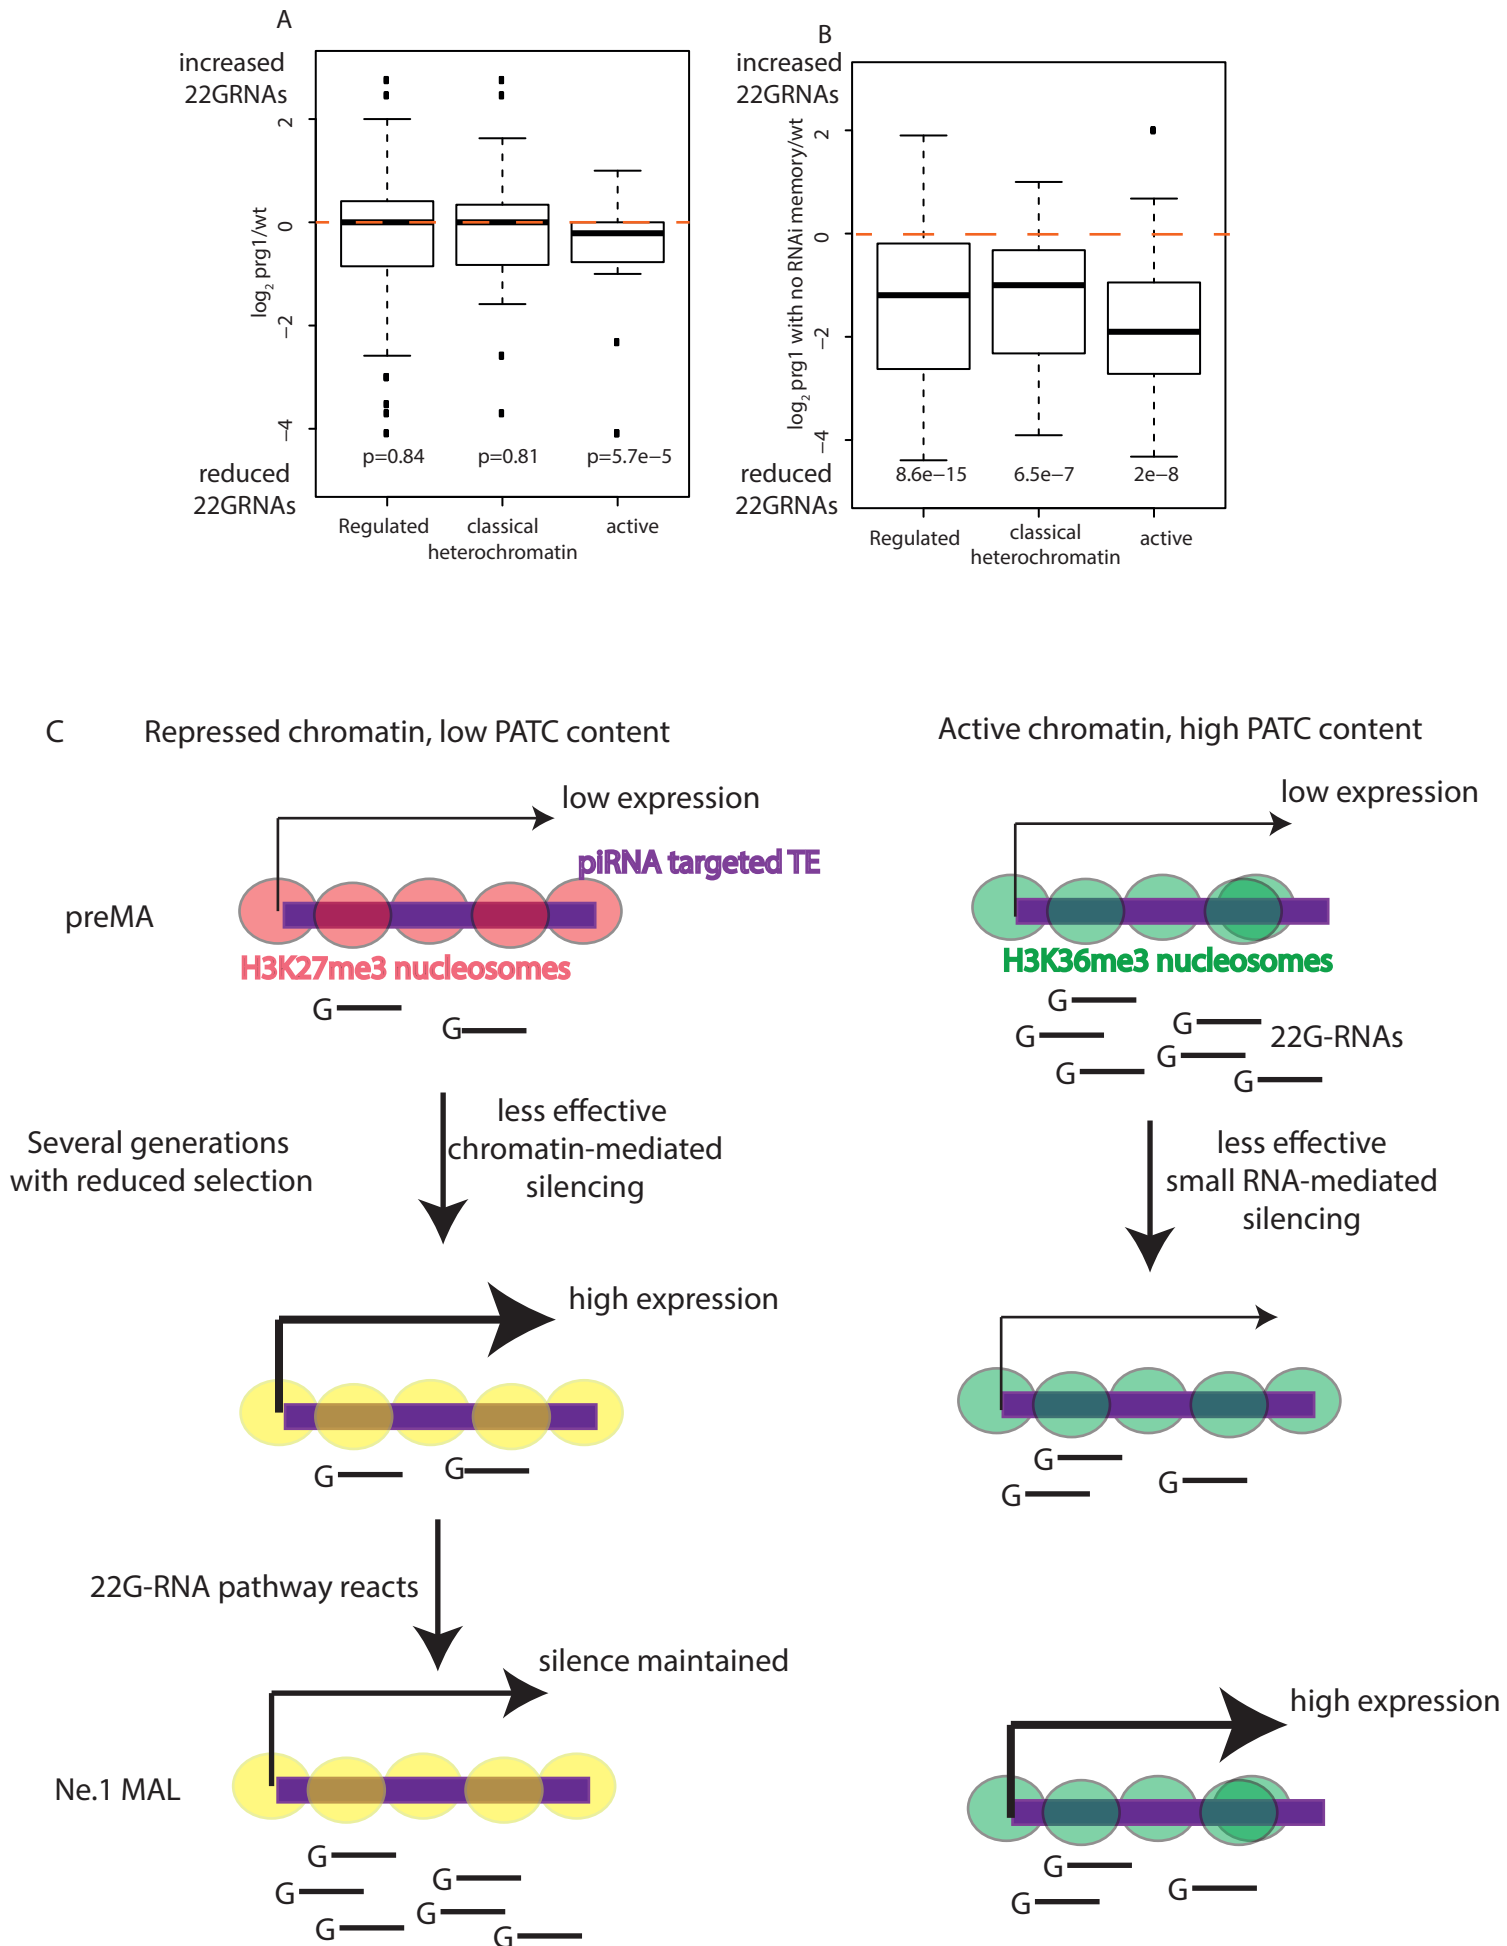 A
increased
22GRNAs
log2 prg1/wt
2
0
−2
−4
reduced
22GRNAs
p=0.84
p=0.81
p=5.7e−5
Regulated
classical
heterochromatin
active
B
increased
22GRNAs
log2 prg1 with no RNAi memory/wt
2
0
−2
−4
reduced
22GRNAs
8.6e−15
6.5e−7
2e−8
Regulated
classical
heterochromatin
active
C
Repressed chromatin, low PATC content
Active chromatin, high PATC content
low expression
piRNA targeted TE
preMA
H3K27me3 nucleosomes
G
G
low expression
H3K36me3 nucleosomes
G
G
G
G
G
G
22G-RNAs
Several generations
with reduced selection
less effective
chromatin-mediated
silencing
less effective
small RNA-mediated
silencing
high expression
G
G
G
G
G
22G-RNA pathway reacts
silence maintained
Ne.1 MAL
G
G
G
G
G
G
high expression
G
G
G